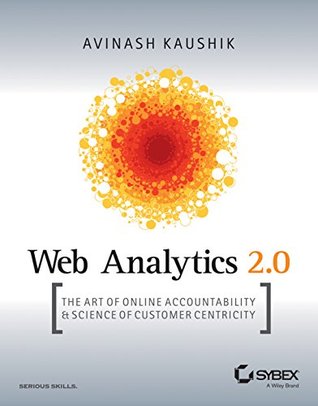 AVINASH KAUSHIK
Web Analytics 2.0
[THE ART OF ONLINE ACCOUNTABILITY
& SCIENCE OF CUSTOMER CENTRICITY]
SERIOUS SKILLS.
SYBEX
A Wiley Brand